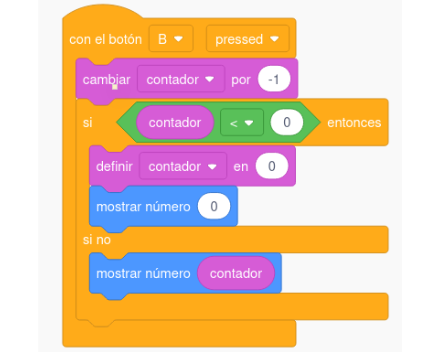 con el botón B pressed
cambiar contador por -1
si contador < 0 entonces
definir contador en 0
mostrar número 0
si no
mostrar número contador